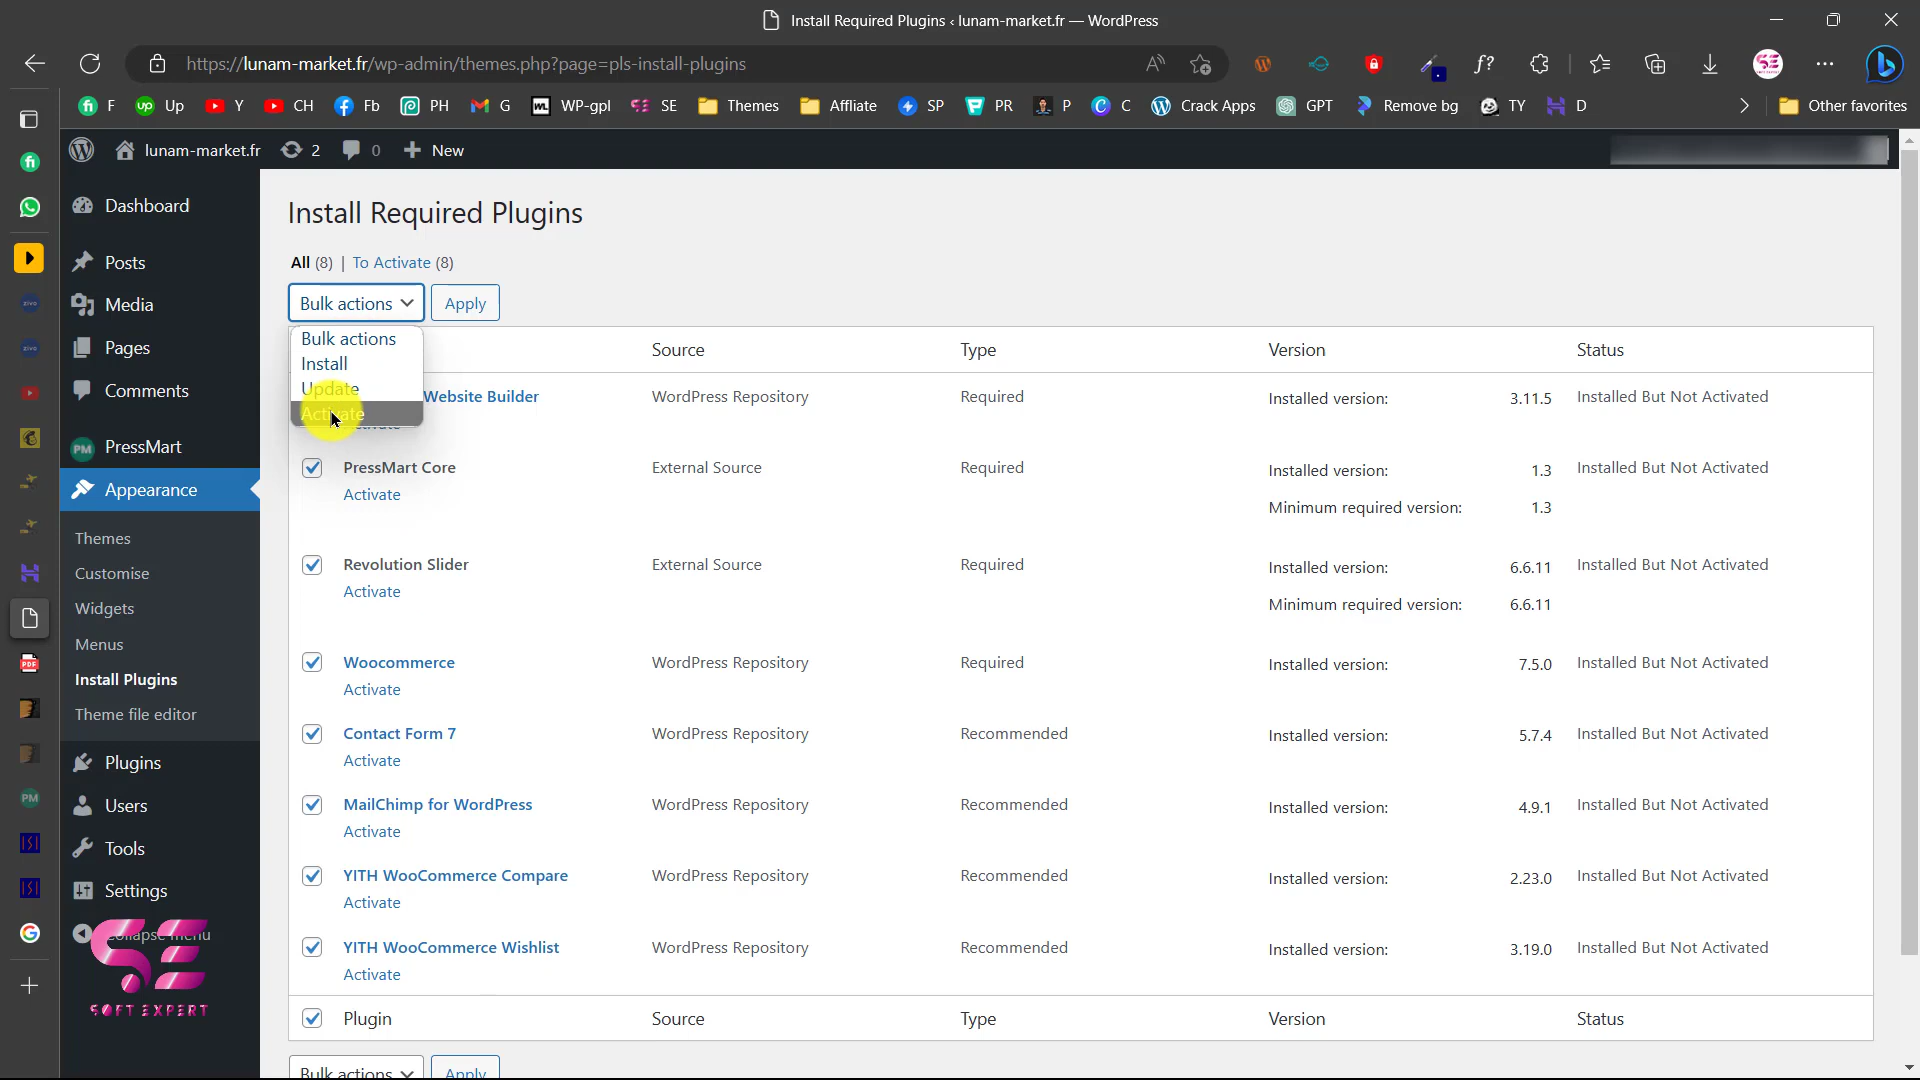 Install Required Plugins ‹ lunam-market.fr — WordPress
https://lunam-market.fr/wp-admin/themes.php?page=pls-install-plugins
F Up Y CH Fb PH G WP-gpl SE Themes Affliate SP PR P C Crack Apps GPT Remove bg TY D Other favorites
lunam-market.fr 2 0 New
Dashboard
Posts
Media
Pages
Comments
PressMart
Appearance
Themes
Customise
Widgets
Menus
Install Plugins
Theme file editor
Plugins
Users
Tools
Settings
Collapse menu
SOFT EXPERT
Install Required Plugins
All (8) | To Activate (8)
Bulk actions Apply
Bulk actions
Install
Update
Activate
Source Type Version Status
Website Builder WordPress Repository Required Installed version: 3.11.5 Installed But Not Activated
PressMart Core External Source Required Installed version: 1.3 Installed But Not Activated
Activate
Minimum required version: 1.3
Revolution Slider External Source Required Installed version: 6.6.11 Installed But Not Activated
Activate
Minimum required version: 6.6.11
Woocommerce WordPress Repository Required Installed version: 7.5.0 Installed But Not Activated
Activate
Contact Form 7 WordPress Repository Recommended Installed version: 5.7.4 Installed But Not Activated
Activate
MailChimp for WordPress WordPress Repository Recommended Installed version: 4.9.1 Installed But Not Activated
Activate
YITH WooCommerce Compare WordPress Repository Recommended Installed version: 2.23.0 Installed But Not Activated
Activate
YITH WooCommerce Wishlist WordPress Repository Recommended Installed version: 3.19.0 Installed But Not Activated
Activate
Plugin Source Type Version Status
Bulk actions Apply